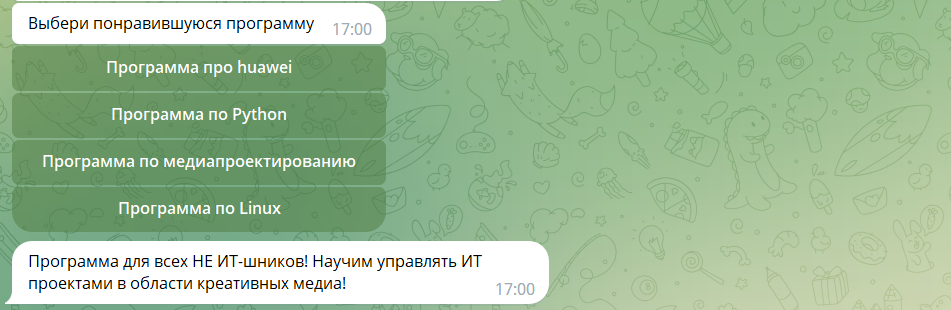 Выбери понравившуюся программу
17:00
Программа про huawei
Программа по Python
Программа по медиапроектированию
Программа по Linux
Программа для всех НЕ ИТ-шников! Научим управлять ИТ
проектами в области креативных медиа!
17:00